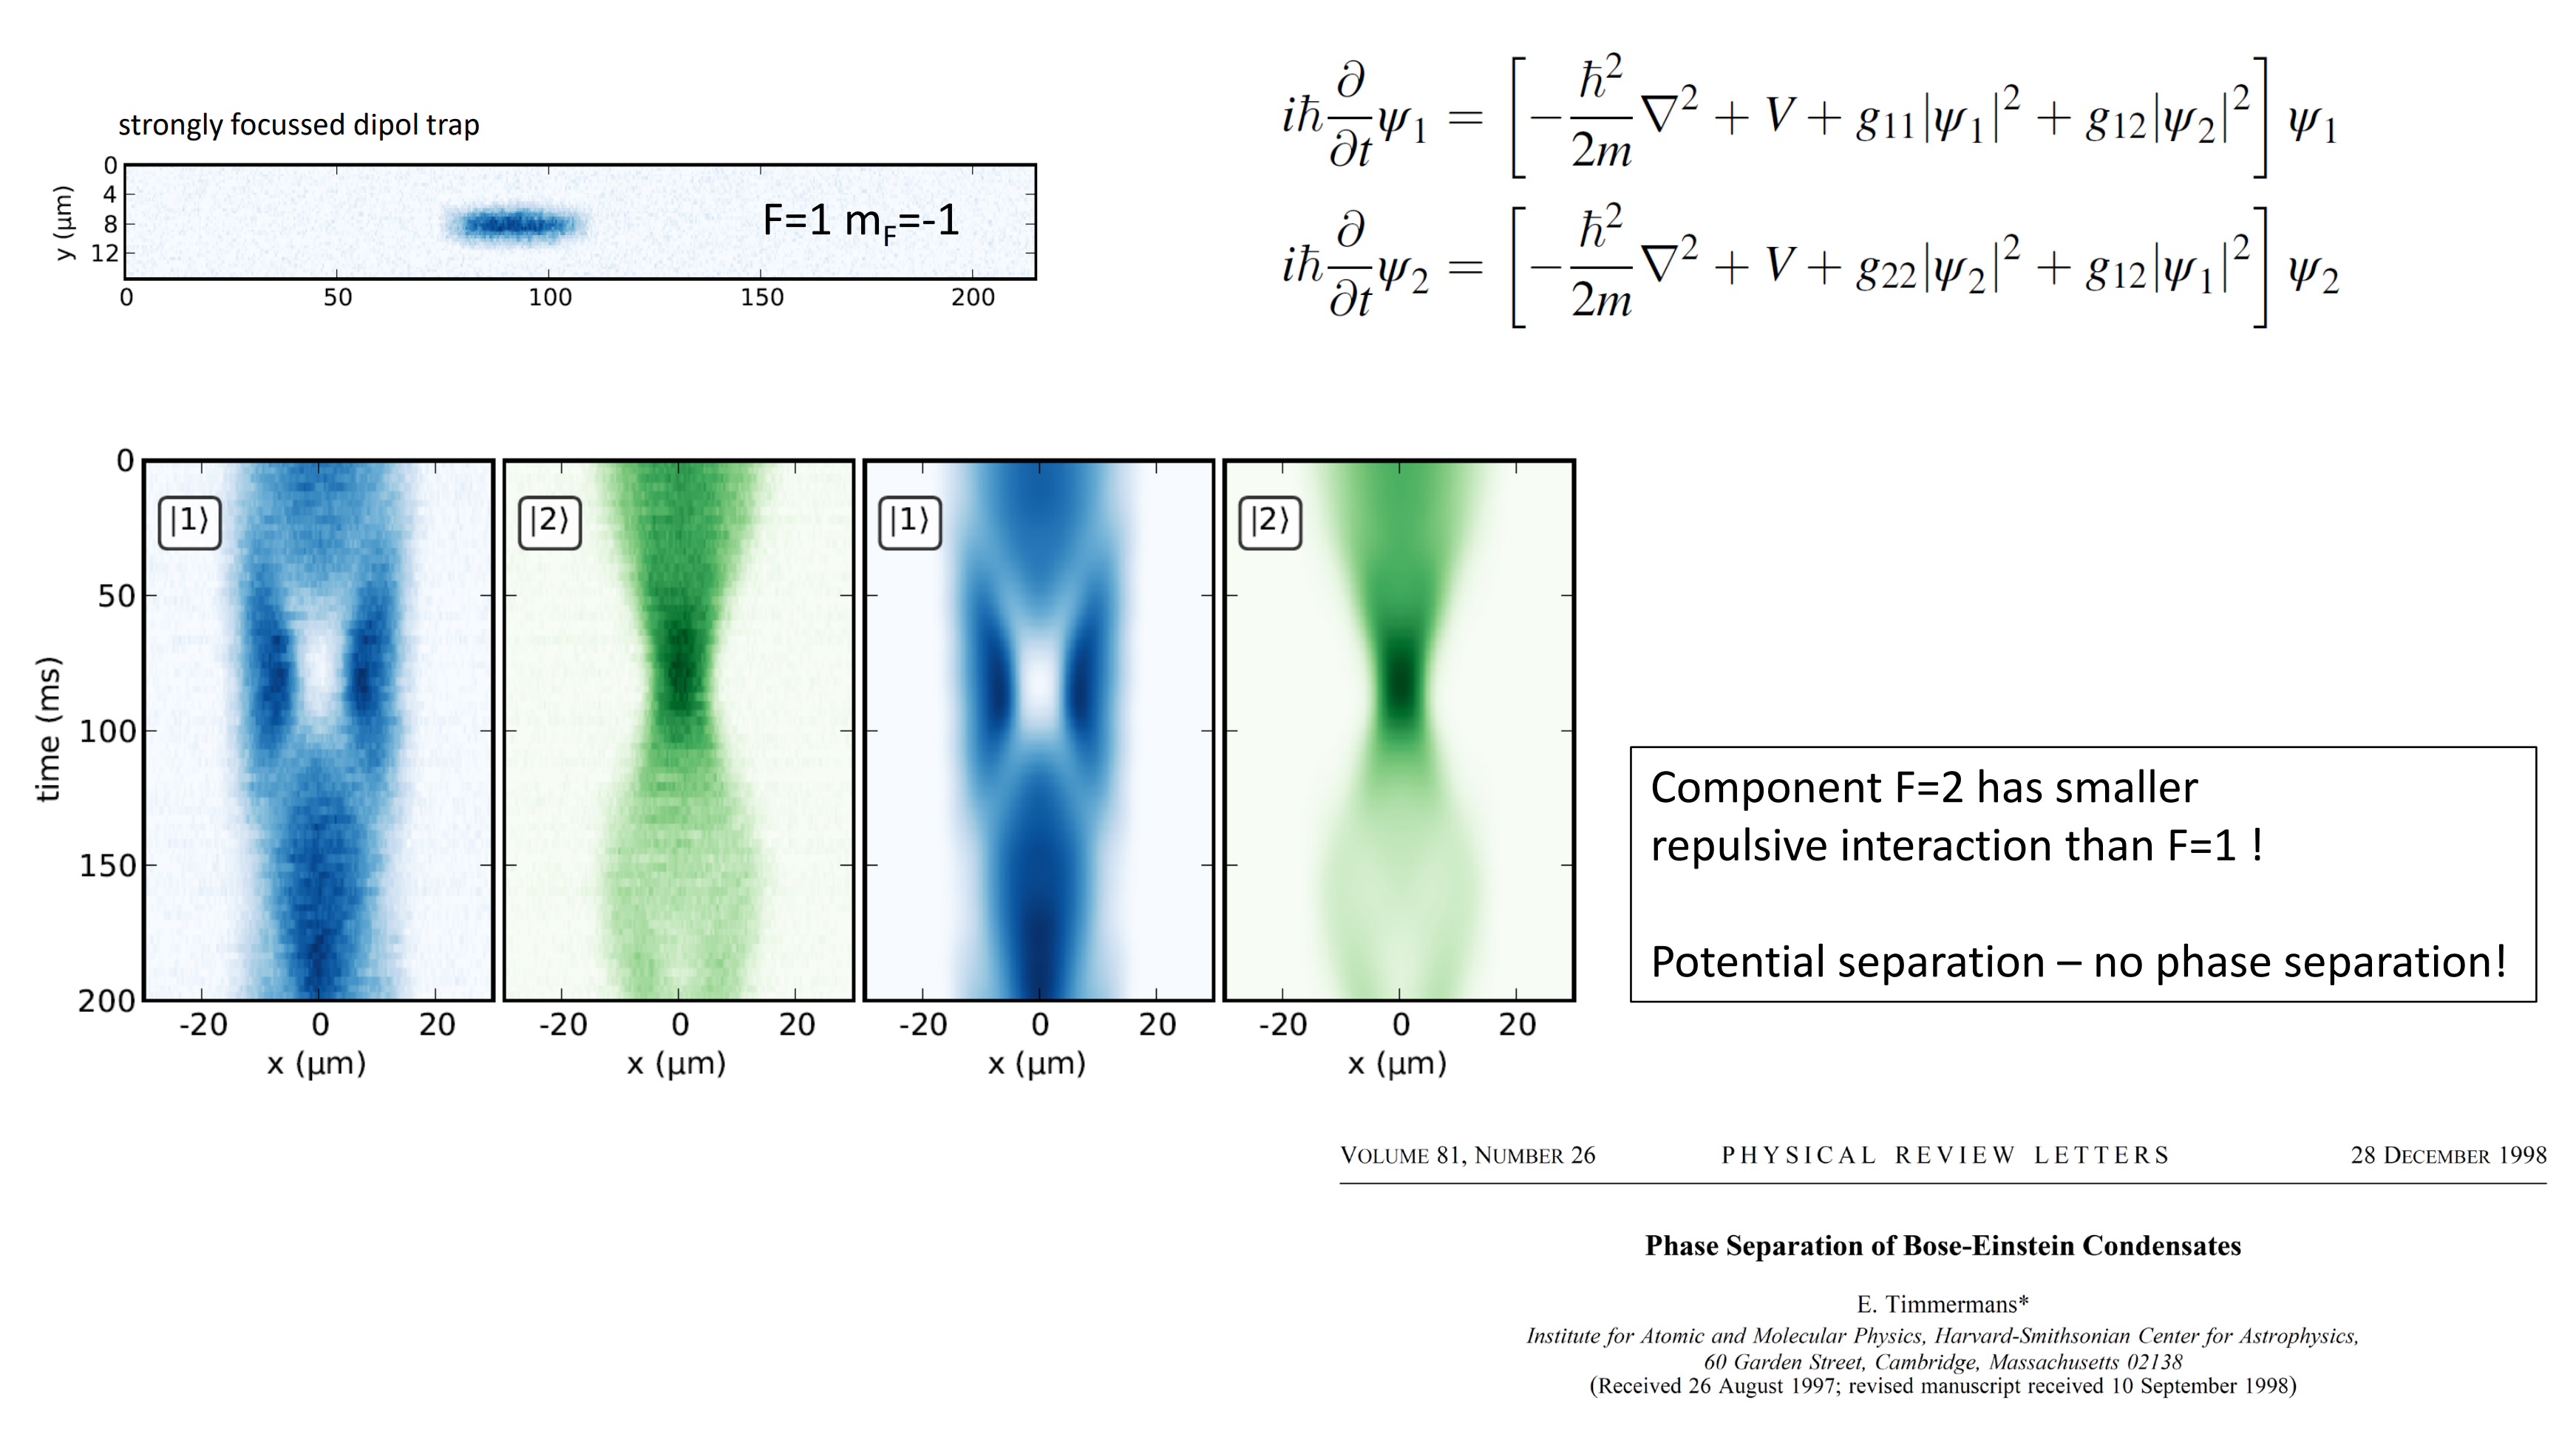 strongly focussed dipol trap
0
4
8
12
y (μm)
F=1 m_F=-1
0 50 100 150 200
iħ ∂/∂t ψ₁ = [ −ħ²/2m ∇² + V + g₁₁|ψ₁|² + g₁₂|ψ₂|² ] ψ₁
iħ ∂/∂t ψ₂ = [ −ħ²/2m ∇² + V + g₂₂|ψ₂|² + g₁₂|ψ₁|² ] ψ₂
0
50
100
150
200
time (ms)
|1⟩ |2⟩ |1⟩ |2⟩
-20 0 20 -20 0 20 -20 0 20 -20 0 20
x (μm) x (μm) x (μm) x (μm)
Component F=2 has smaller
repulsive interaction than F=1 !
Potential separation – no phase separation!
VOLUME 81, NUMBER 26 PHYSICAL REVIEW LETTERS 28 DECEMBER 1998
Phase Separation of Bose-Einstein Condensates
E. Timmermans*
Institute for Atomic and Molecular Physics, Harvard-Smithsonian Center for Astrophysics,
60 Garden Street, Cambridge, Massachusetts 02138
(Received 26 August 1997; revised manuscript received 10 September 1998)